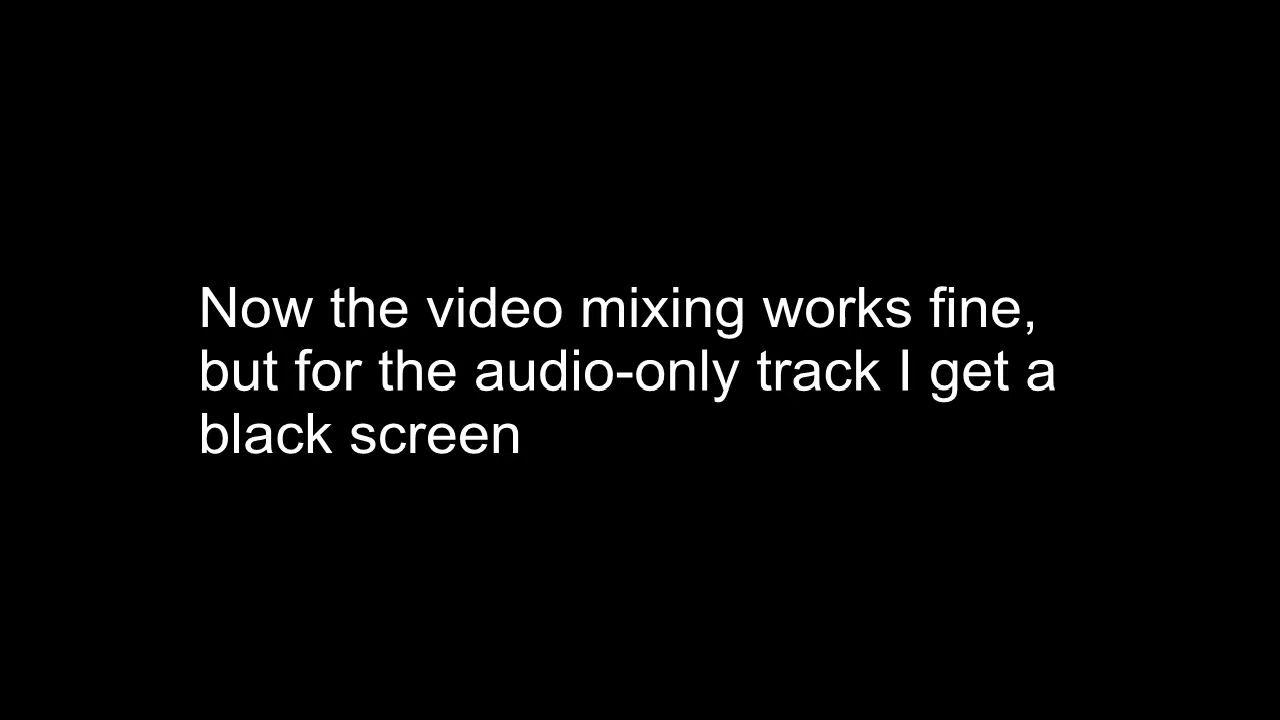 Now the video mixing works fine,
but for the audio-only track I get a
black screen